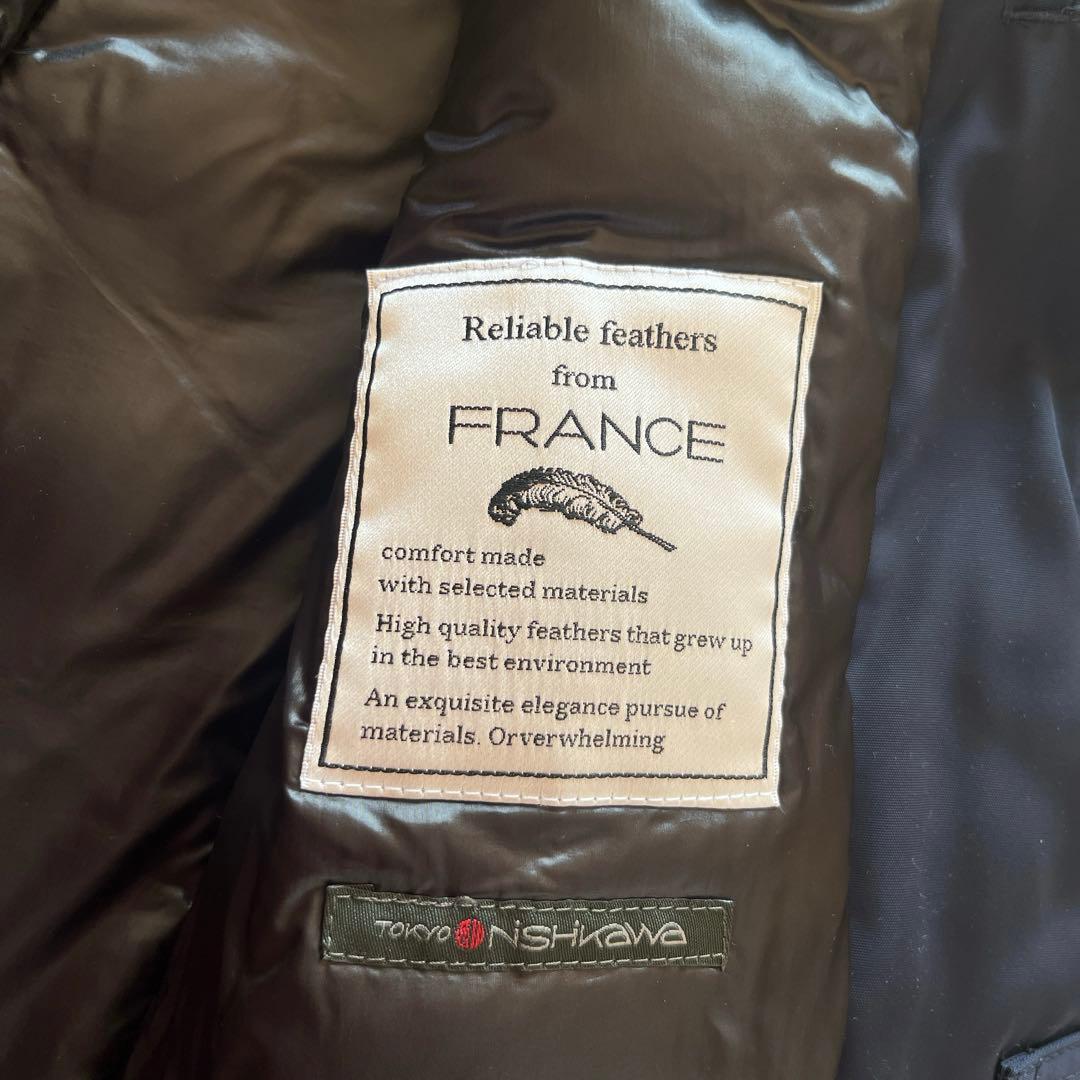 Reliable feathers
from
FRANCE
comfort made
with selected materials
High quality feathers that grew up
in the best environment
An exquisite elegance pursue of
materials. Orverwhelming
TOKYO NiSHiKaWa